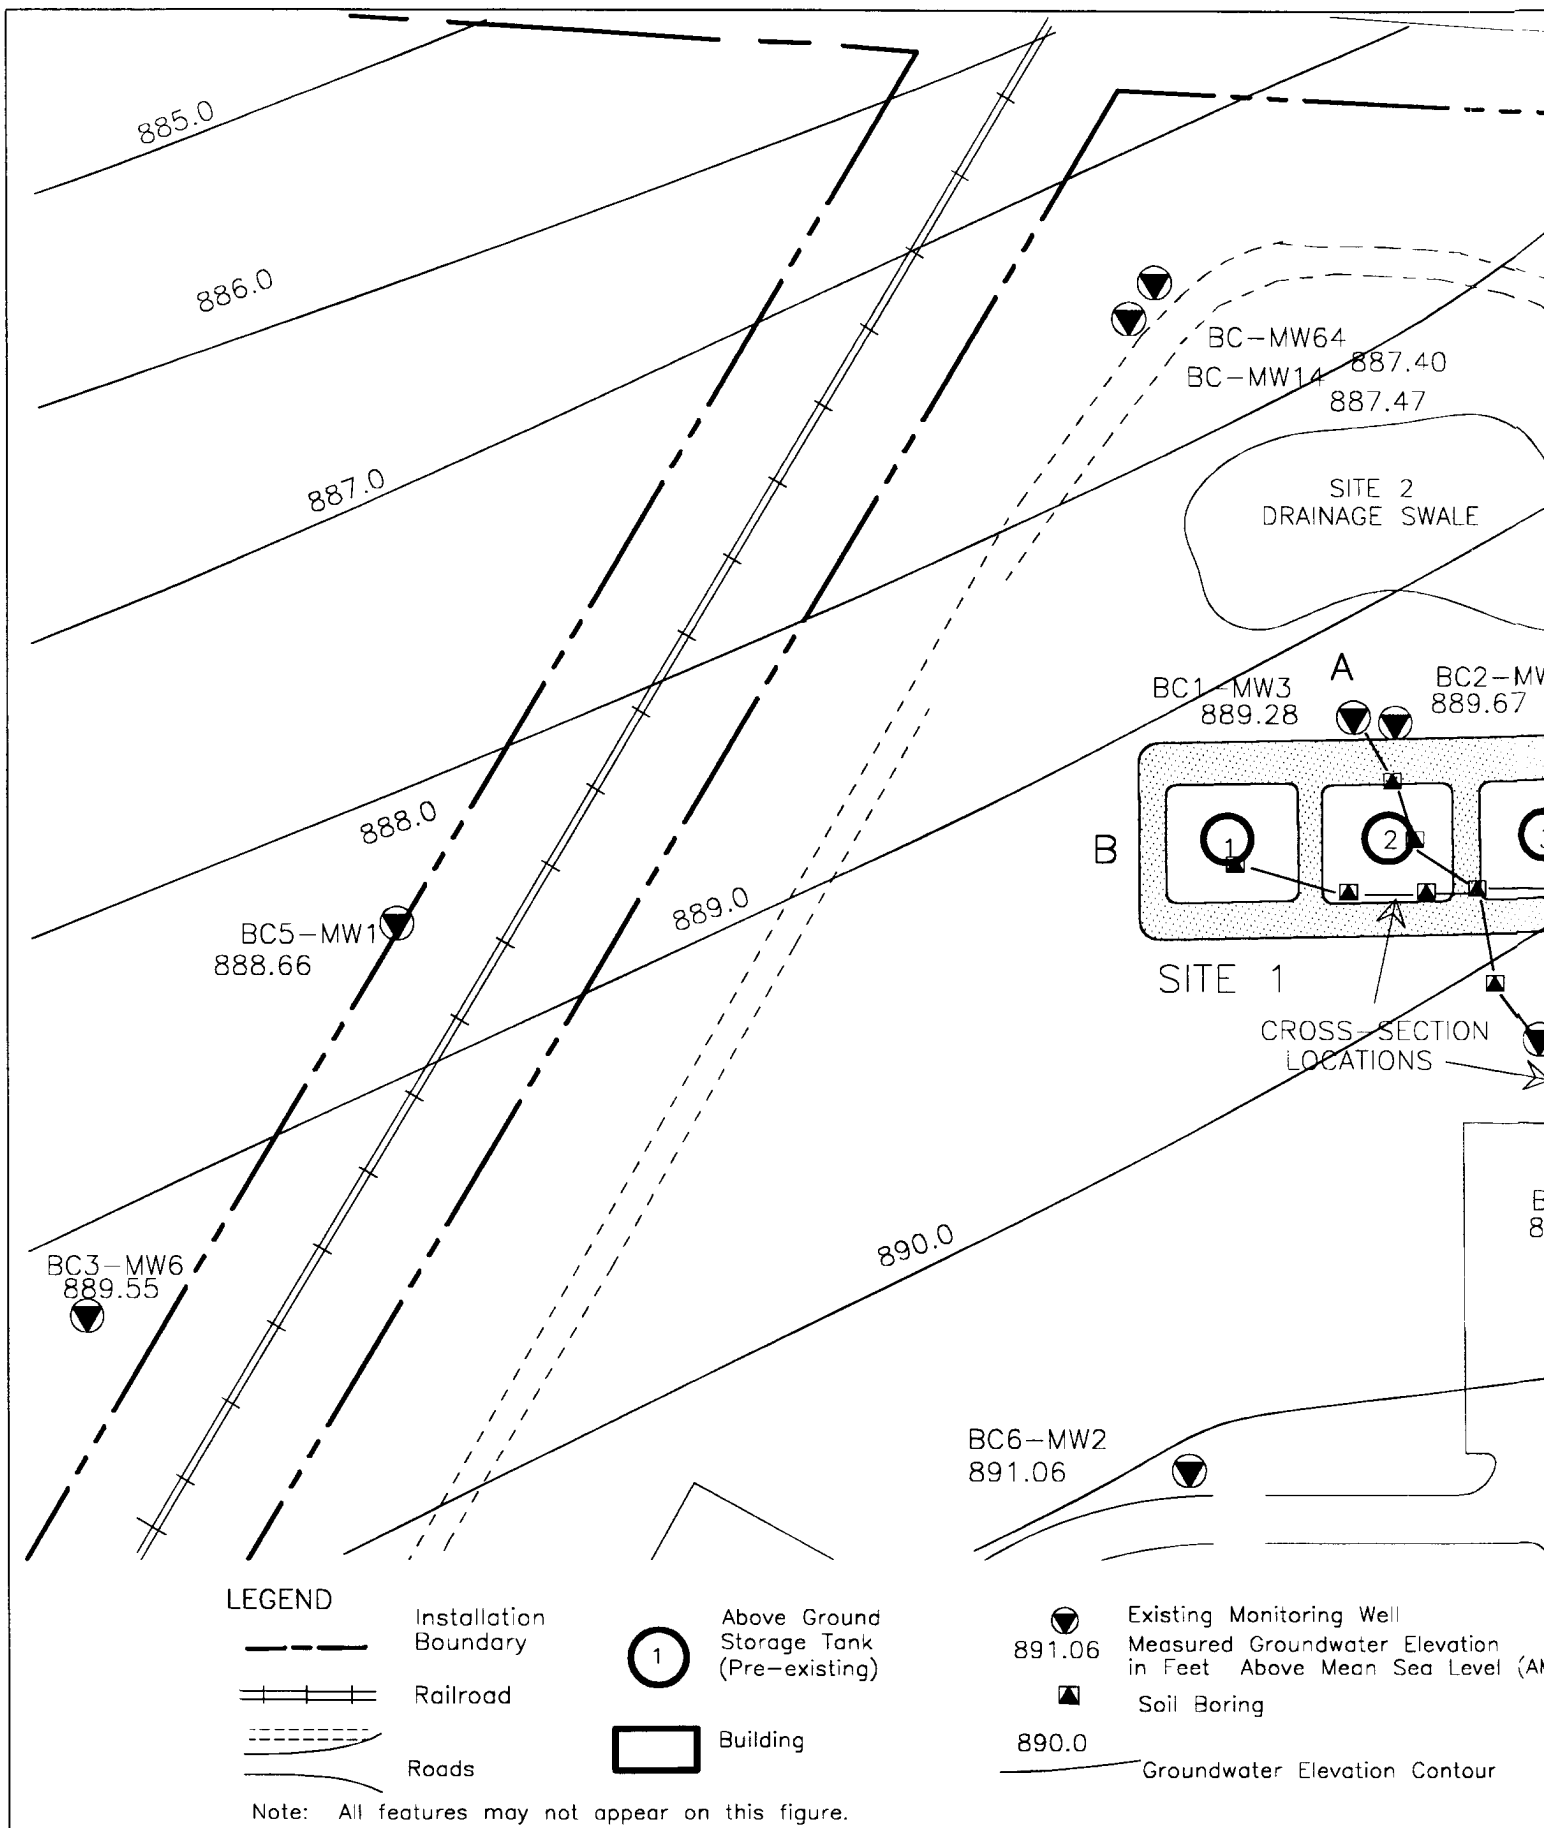 885.0
886.0
BC-MW64
887.40
BC-MW14
887.47
887.0
SITE 2
DRAINAGE SWALE
A
BC1-MW3
889.28
BC2-MW
889.67
888.0
B
1
2
3
889.0
BC5-MW1
888.66
SITE 1
CROSS-SECTION
LOCATIONS
890.0
BC3-MW6
889.55
B
8
BC6-MW2
891.06
LEGEND
Installation
Boundary
Railroad
Roads
1
Above Ground
Storage Tank
(Pre-existing)
Building
Existing Monitoring Well
891.06
Measured Groundwater Elevation
in Feet Above Mean Sea Level (AM
Soil Boring
890.0
Groundwater Elevation Contour
Note: All features may not appear on this figure.